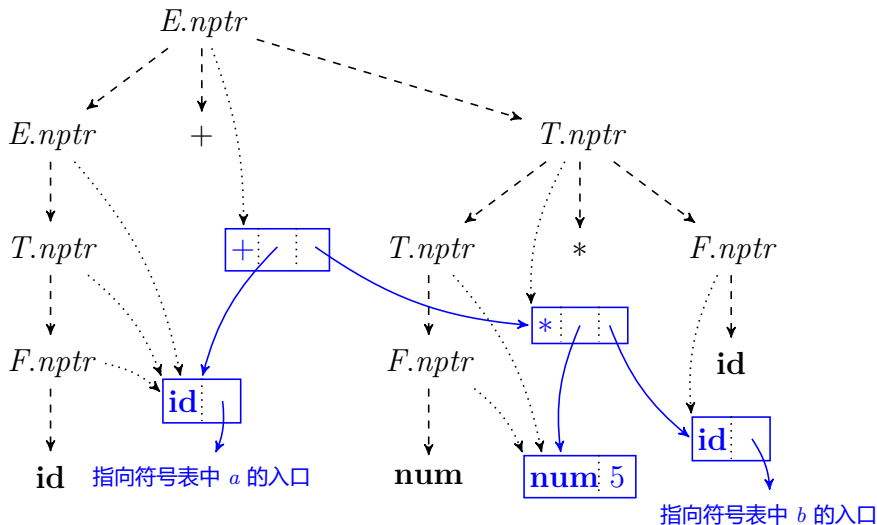 E.nptr
E.nptr + T.nptr
T.nptr + T.nptr * F.nptr
*
F.nptr F.nptr id
id
id
id 指向符号表中 a 的入口 num num 5
指向符号表中 b 的入口